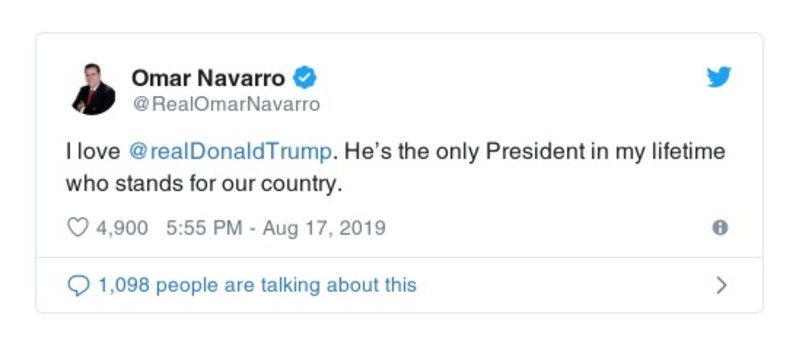 Omar Navarro
@RealOmarNavarro
I love @realDonaldTrump. He’s the only President in my lifetime
who stands for our country.
4,900 5:55 PM - Aug 17, 2019
1,098 people are talking about this